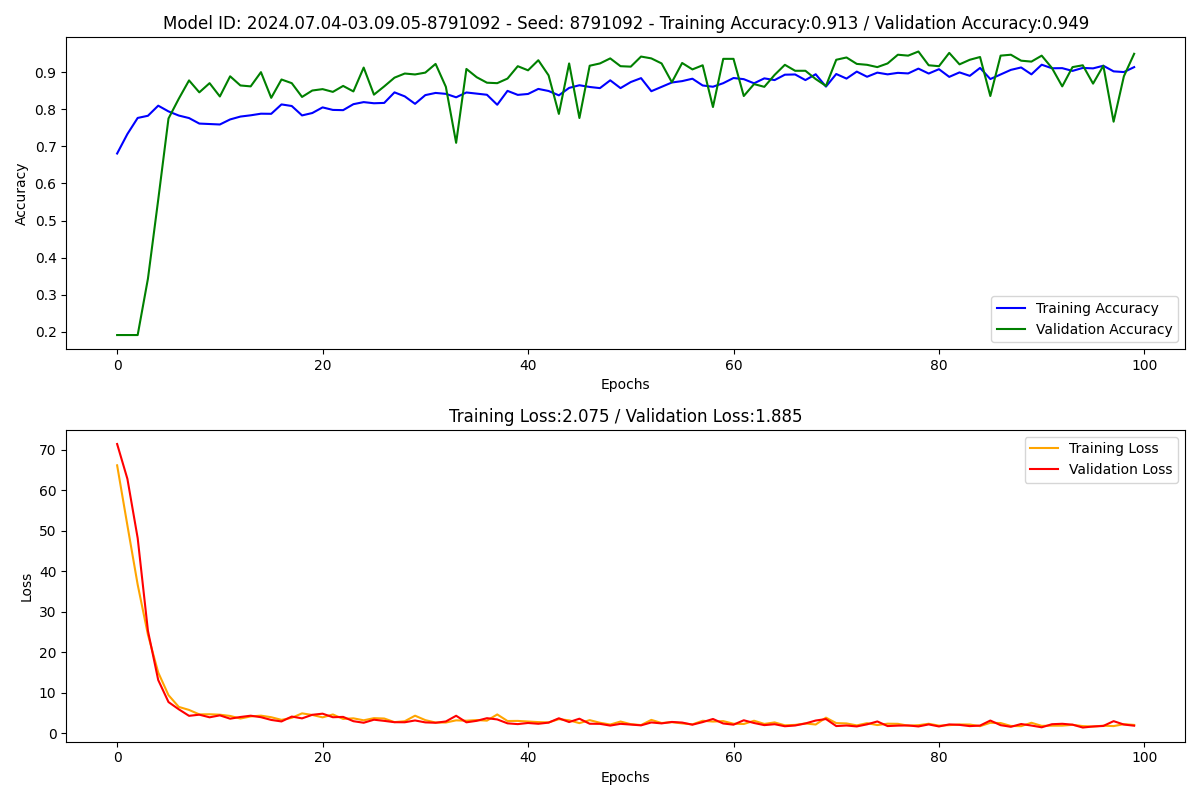 Model ID: 2024.07.04-03.09.05-8791092 - Seed: 8791092 - Training Accuracy:0.913 / Validation Accuracy:0.949
Accuracy
0.9
0.8
0.7
0.6
0.5
0.4
0.3
0.2
Training Accuracy
Validation Accuracy
0 20 40 60 80 100
Epochs
Training Loss:2.075 / Validation Loss:1.885
Loss
70
60
50
40
30
20
10
0
Training Loss
Validation Loss
0 20 40 60 80 100
Epochs